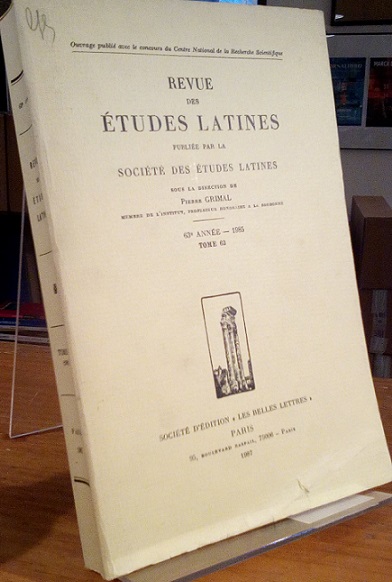 Ouvrage publié avec le concours du Centre National de la Recherche Scientifique
REVUE
DES
ÉTUDES LATINES
PUBLIÉE PAR LA
SOCIÉTÉ DES ÉTUDES LATINES
SOUS LA DIRECTION DE
PIERRE GRIMAL
MEMBRE DE L'INSTITUT, PROFESSEUR HONORAIRE A LA SORBONNE
63e ANNÉE — 1985
TOME 63
SOCIÉTÉ D'ÉDITION « LES BELLES LETTRES »
PARIS
95, BOULEVARD RASPAIL, 75006 - PARIS